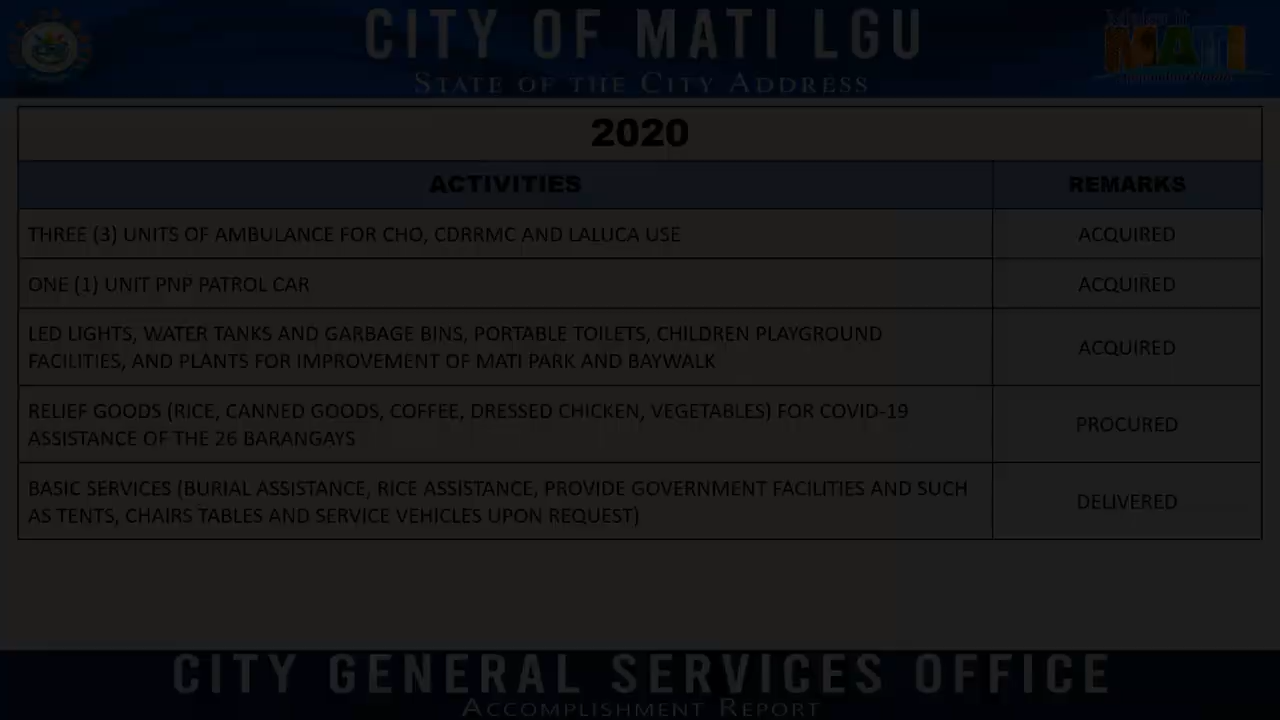 CITY OF MATI LGU
STATE OF THE CITY ADDRESS
MATI
2020
ACTIVITIES
REMARKS
THREE (3) UNITS OF AMBULANCE FOR CHO, CDRRMC AND LALUCA USE
ACQUIRED
ONE (1) UNIT PNP PATROL CAR
ACQUIRED
LED LIGHTS, WATER TANKS AND GARBAGE BINS, PORTABLE TOILETS, CHILDREN PLAYGROUND
FACILITIES, AND PLANTS FOR IMPROVEMENT OF MATI PARK AND BAYWALK
ACQUIRED
RELIEF GOODS (RICE, CANNED GOODS, COFFEE, DRESSED CHICKEN, VEGETABLES) FOR COVID-19
ASSISTANCE OF THE 26 BARANGAYS
PROCURED
BASIC SERVICES (BURIAL ASSISTANCE, RICE ASSISTANCE, PROVIDE GOVERNMENT FACILITIES AND SUCH
AS TENTS, CHAIRS TABLES AND SERVICE VEHICLES UPON REQUEST)
DELIVERED
CITY GENERAL SERVICES OFFICE
ACCOMPLISHMENT REPORT